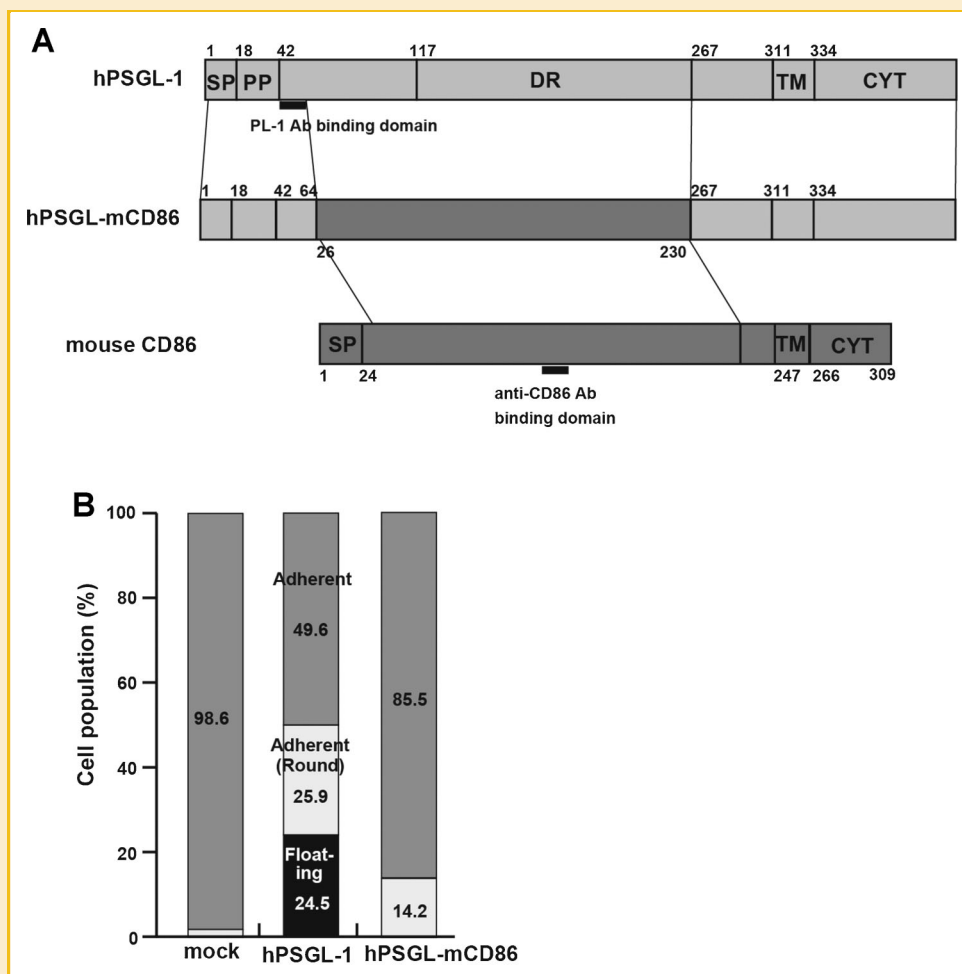 A
1 18 42 117 267 311 334
hPSGL-1 SP PP DR TM CYT
PL-1 Ab binding domain
1 18 42 64 267 311 334
hPSGL-mCD86
26 230
mouse CD86 SP TM CYT
1 24 247 266 309
anti-CD86 Ab
binding domain
B
Cell population (%)
100
80
60
40
20
0
98.6
Adherent
49.6
Adherent
(Round)
25.9
Float-
ing
24.5
85.5
14.2
mock hPSGL-1 hPSGL-mCD86